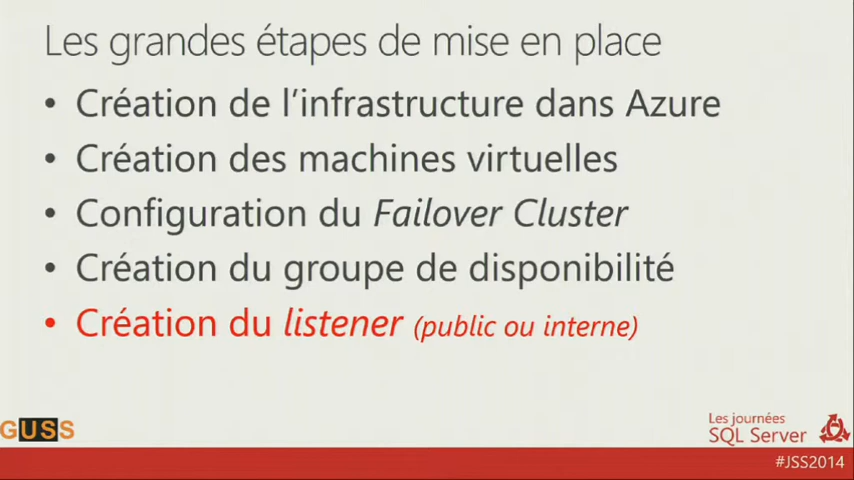 Les grandes étapes de mise en place
• Création de l’infrastructure dans Azure
• Création des machines virtuelles
• Configuration du Failover Cluster
• Création du groupe de disponibilité
• Création du listener (public ou interne)
GUSS
Les journées
SQL Server
#JSS2014